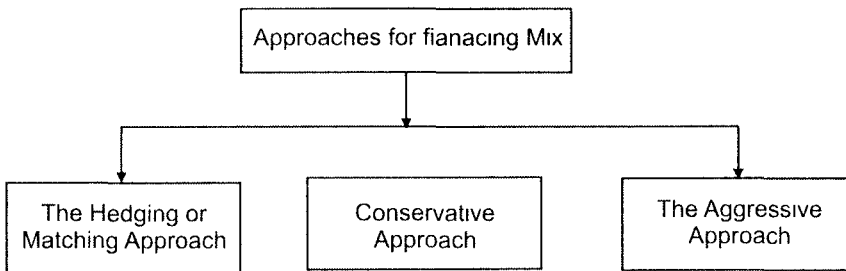 Approaches for fianacing Mix
The Hedging or
Matching Approach
Conservative
Approach
The Aggressive
Approach